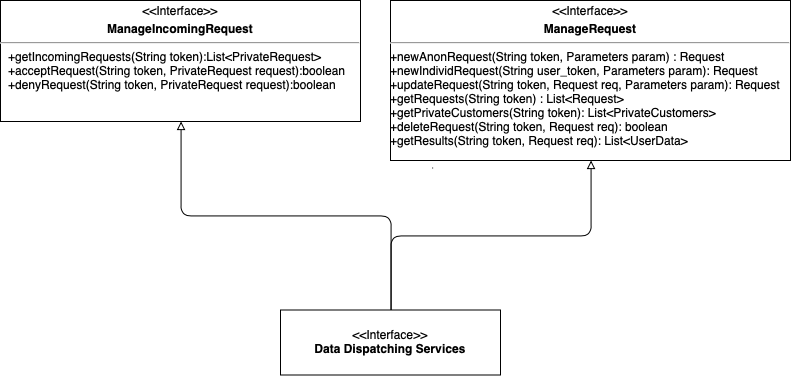 <<Interface>>
ManageIncomingRequest
+getIncomingRequests(String token):List<PrivateRequest>
+acceptRequest(String token, PrivateRequest request):boolean
+denyRequest(String token, PrivateRequest request):boolean
<<Interface>>
ManageRequest
+newAnonRequest(String token, Parameters param) : Request
+newIndividRequest(String user_token, Parameters param): Request
+updateRequest(String token, Request req, Parameters param): Request
+getRequests(String token) : List<Request>
+getPrivateCustomers(String token): List<PrivateCustomers>
+deleteRequest(String token, Request req): boolean
+getResults(String token, Request req): List<UserData>
<<Interface>>
Data Dispatching Services